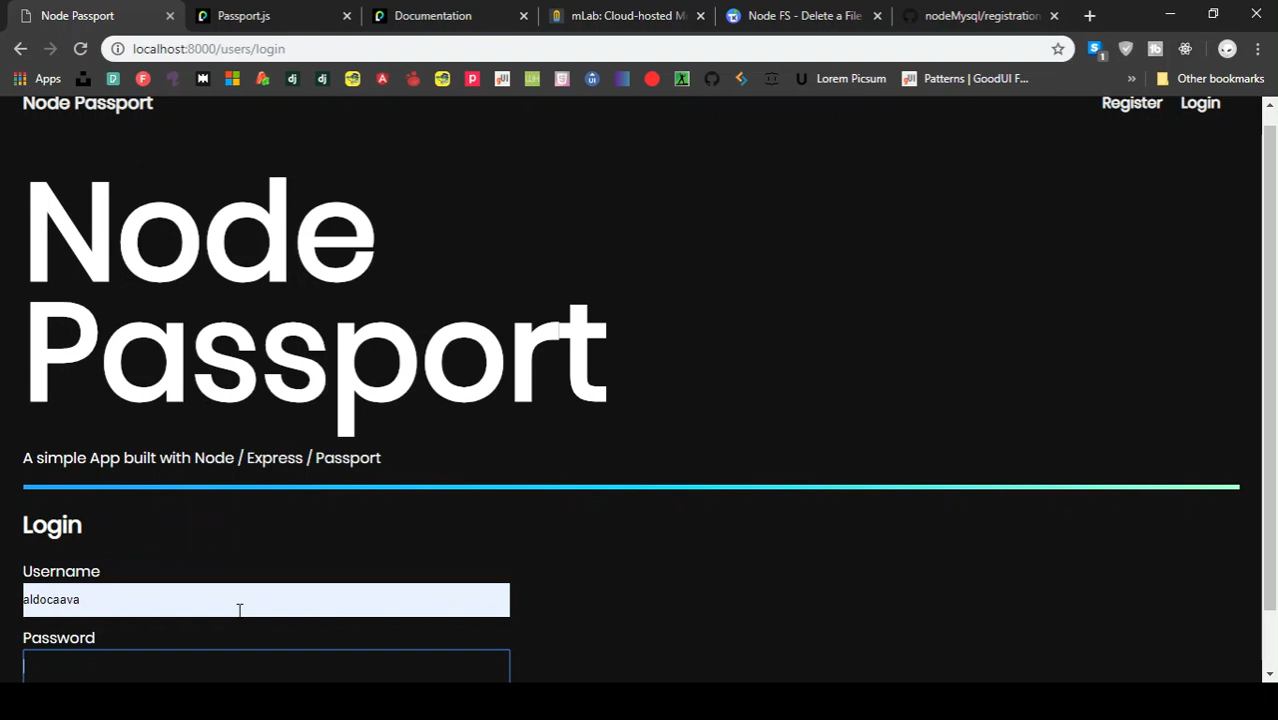 Node Passport
Passport.js
Documentation
mLab: Cloud-hosted M
Node FS - Delete a File
nodeMysql/registration
localhost:8000/users/login
1
Apps
Lorem Picsum
Patterns | GoodUI F...
Other bookmarks
Node Passport
Register
Login
Node
Passport
A simple App built with Node / Express / Passport
Login
Username
aldocaava
Password